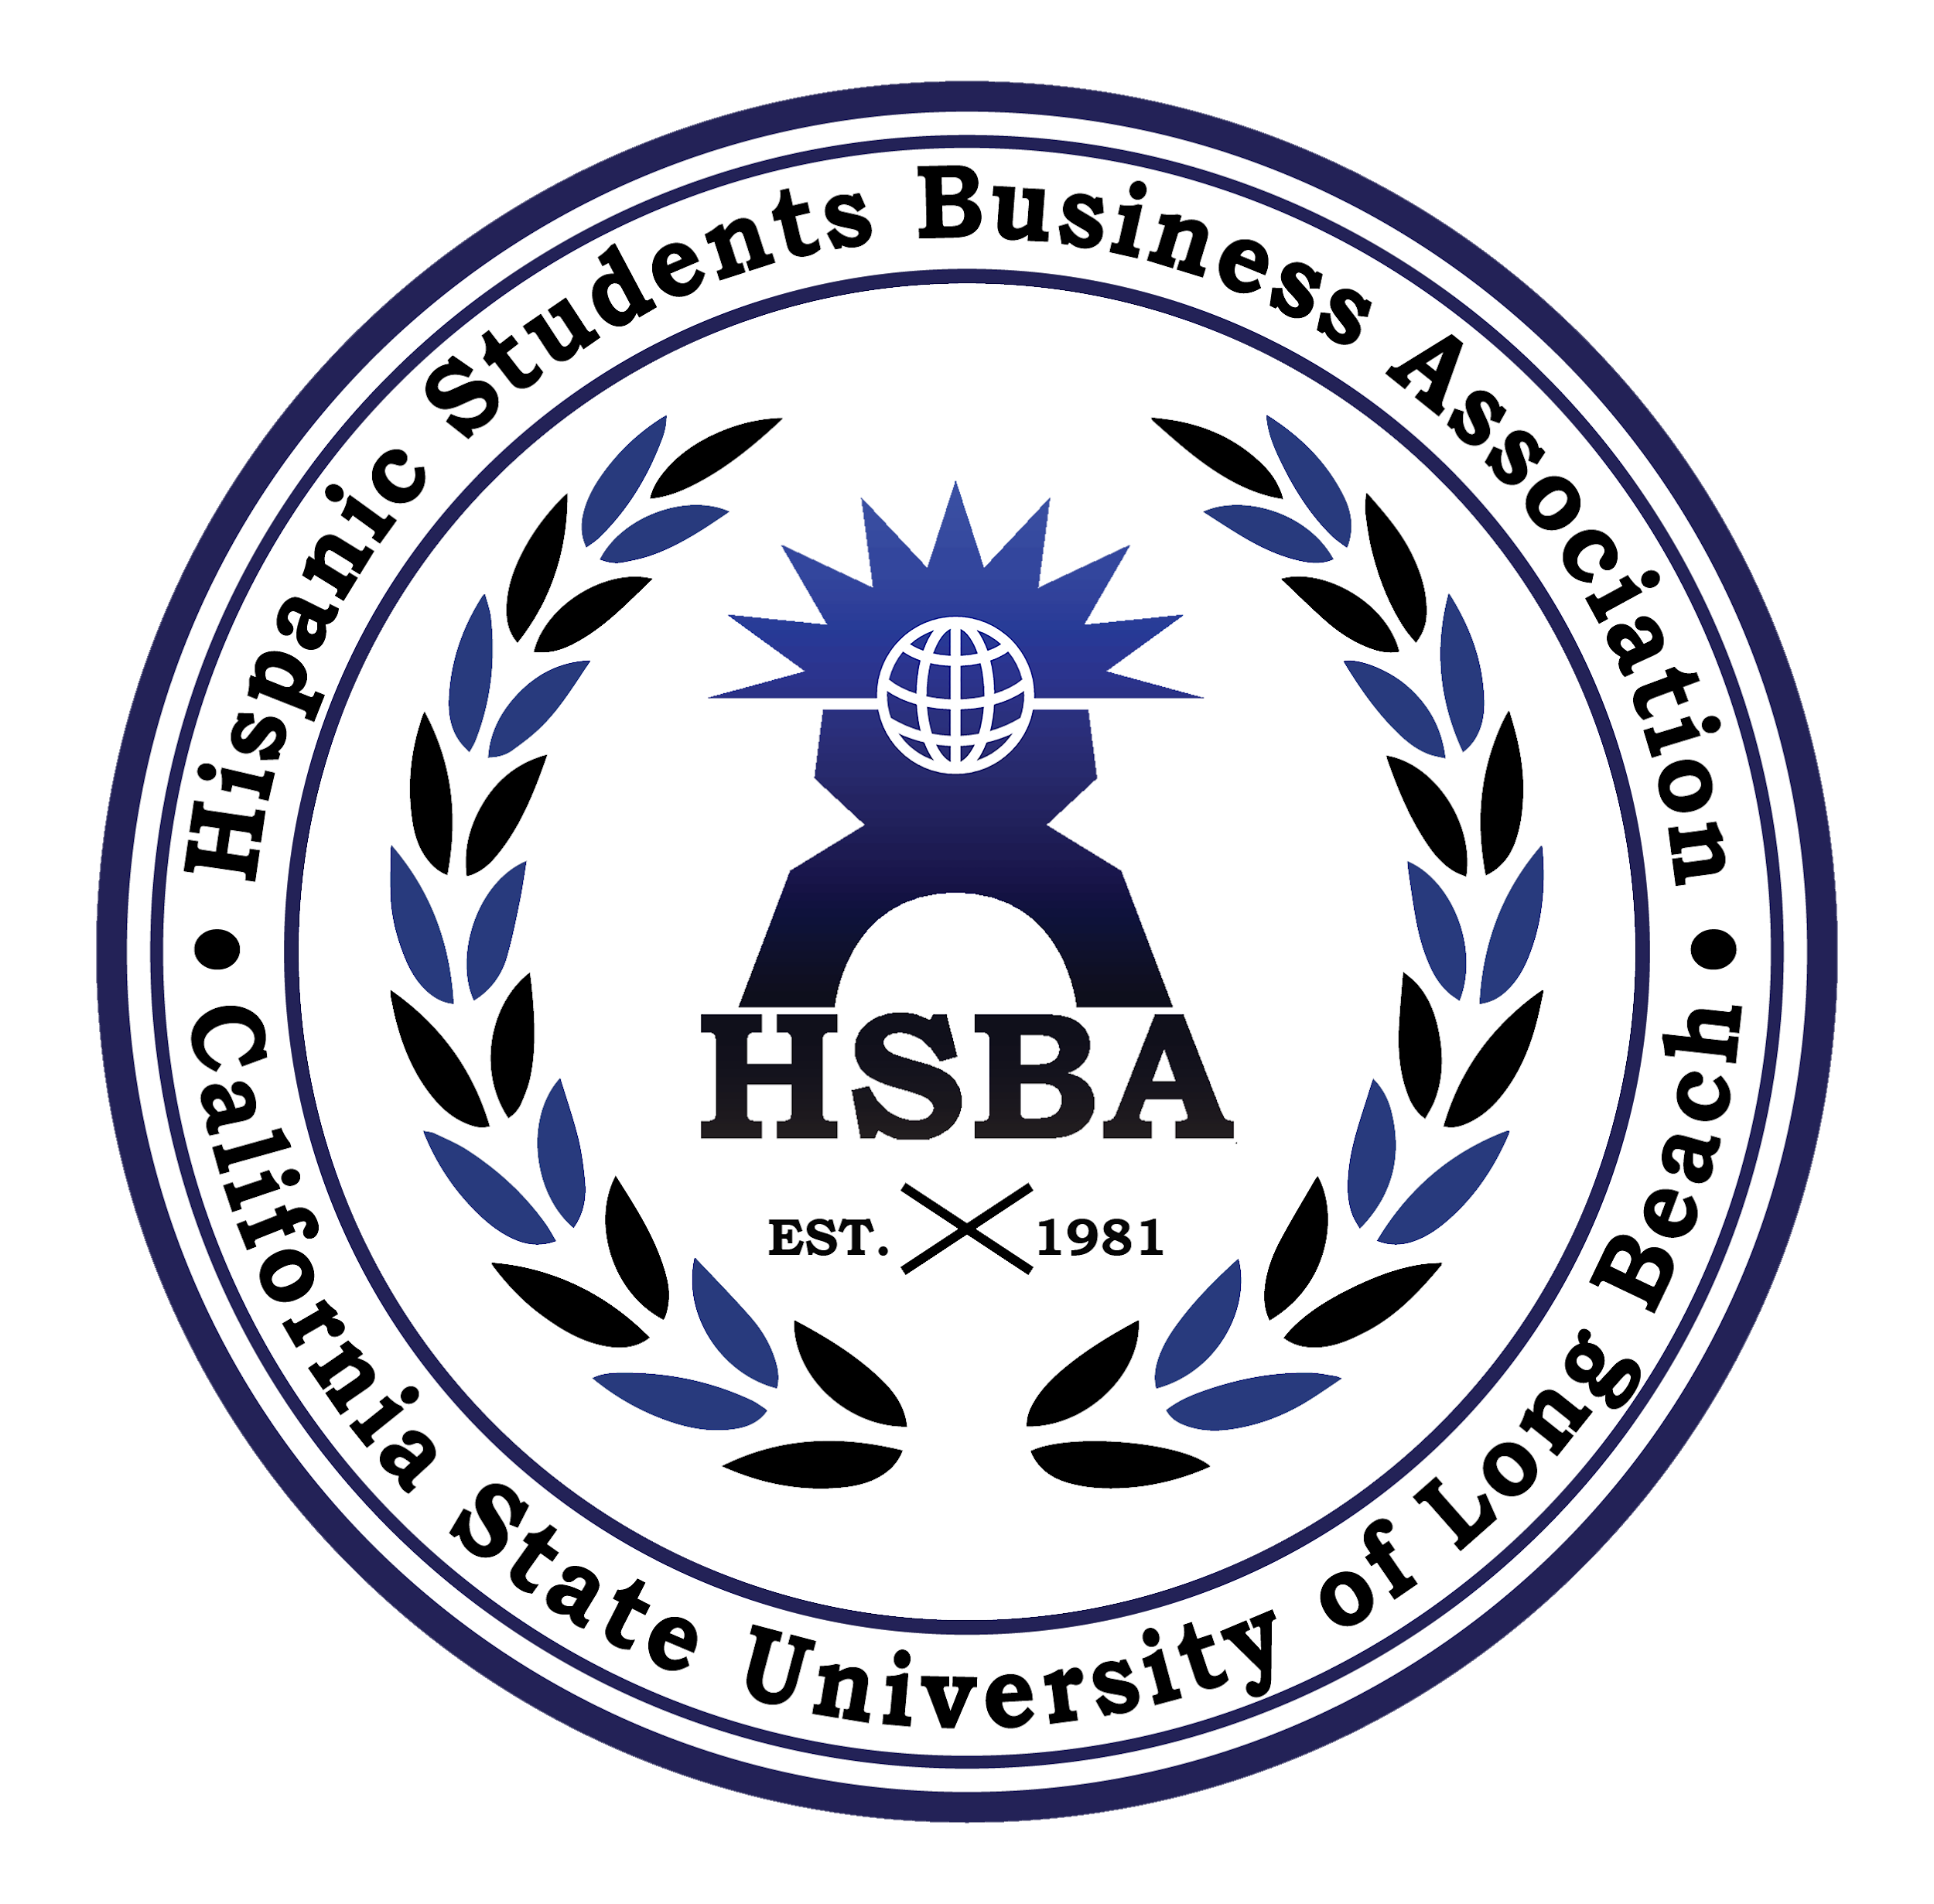 Hispanic Students Business Association
HSBA
EST. 1981
California State University of Long Beach